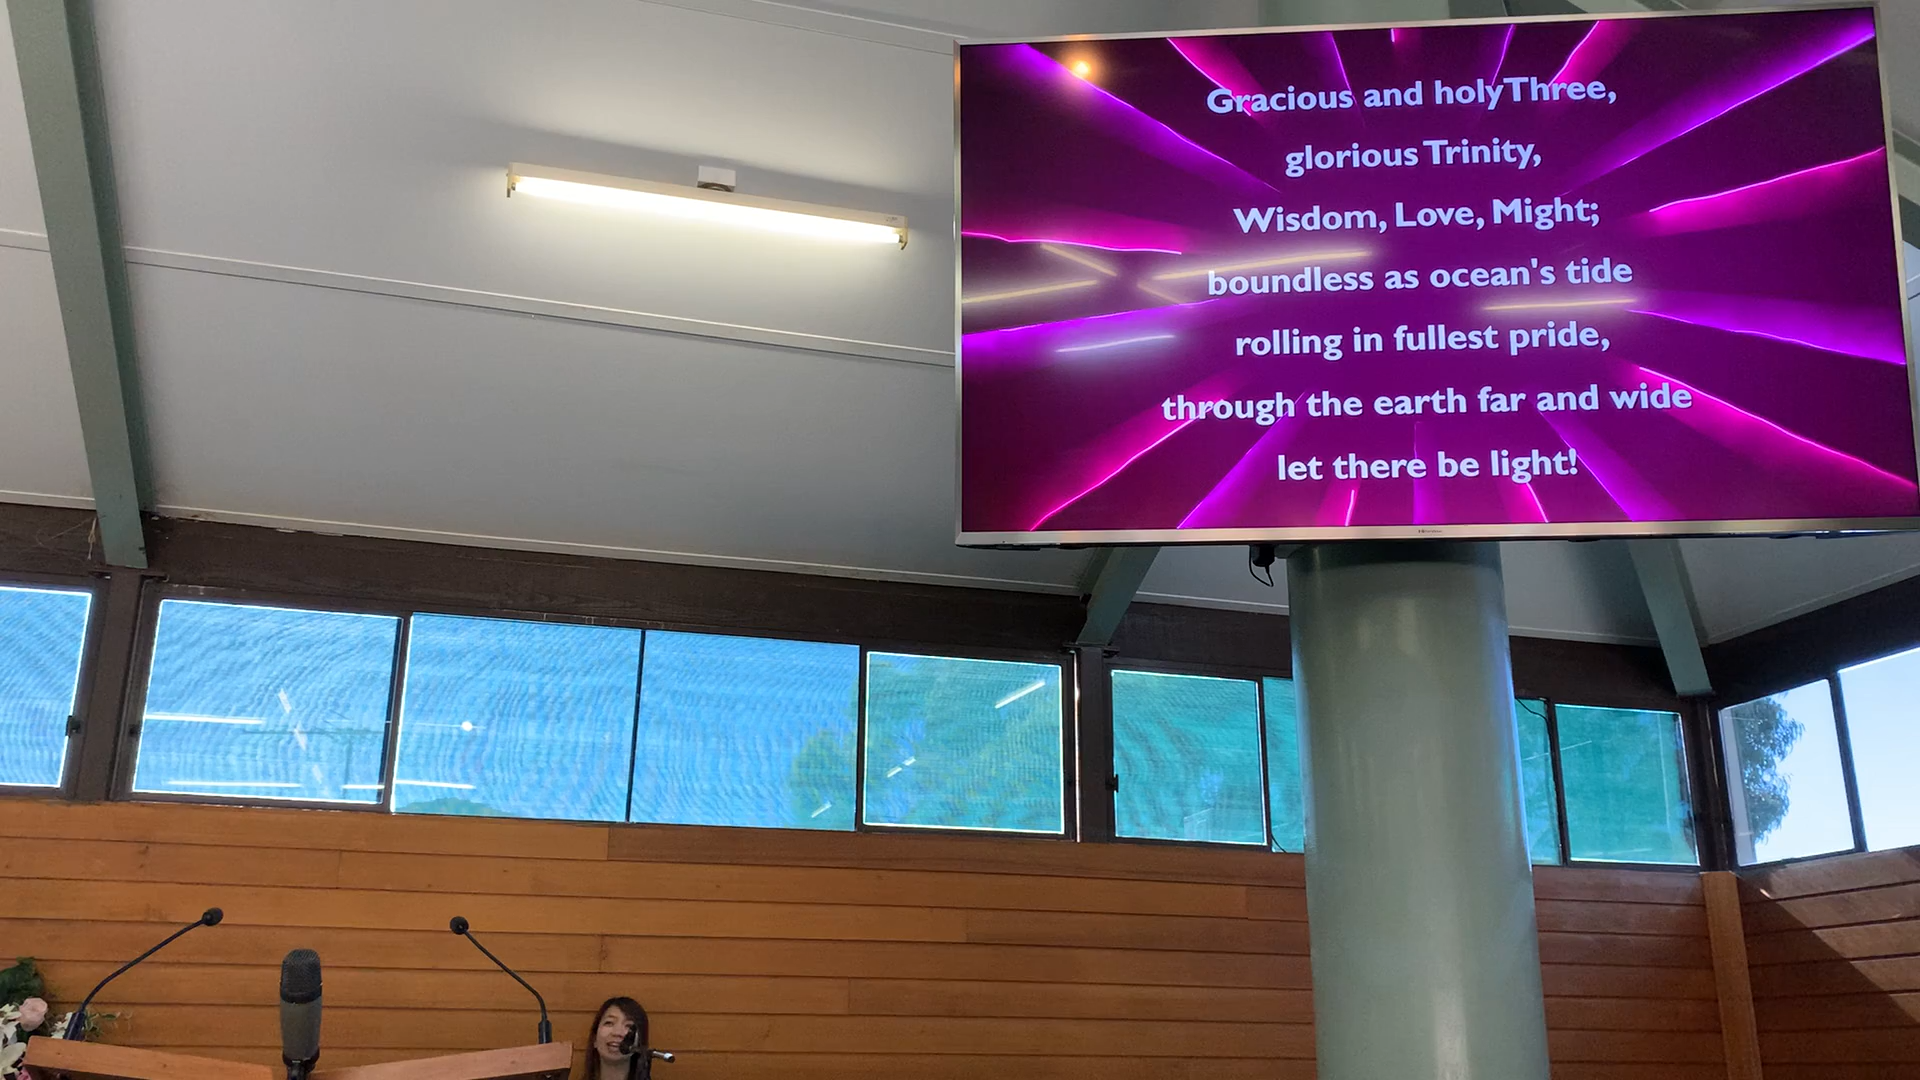 Gracious and holy Three,
glorious Trinity,
Wisdom, Love, Might;
boundless as ocean's tide
rolling in fullest pride,
through the earth far and wide
let there be light!